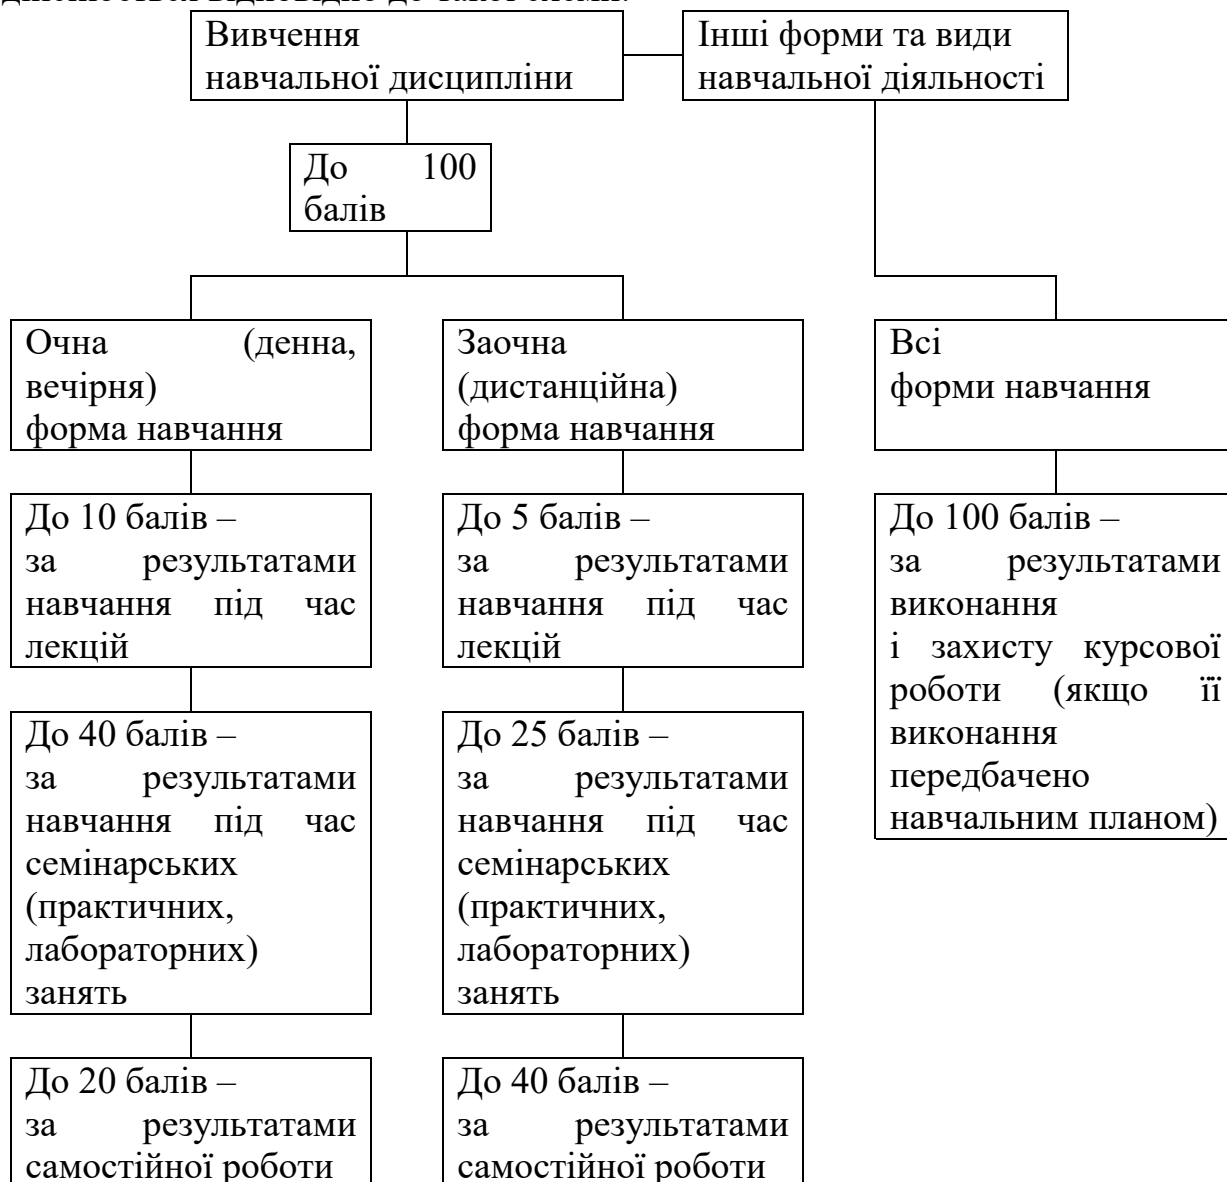 Вивчення
навчальної дисципліни
Інші форми та види
навчальної діяльності
До 100
балів
Очна (денна,
вечірня)
форма навчання
Заочна
(дистанційна)
форма навчання
Всі
форми навчання
До 10 балів –
за результатами
навчання під час
лекцій
До 5 балів –
за результатами
навчання під час
лекцій
До 100 балів –
за результатами
виконання
і захисту курсової
роботи (якщо її
виконання
передбачено
навчальним планом)
До 40 балів –
за результатами
навчання під час
семінарських
(практичних,
лабораторних)
занять
До 25 балів –
за результатами
навчання під час
семінарських
(практичних,
лабораторних)
занять
До 20 балів –
за результатами
самостійної роботи
До 40 балів –
за результатами
самостійної роботи